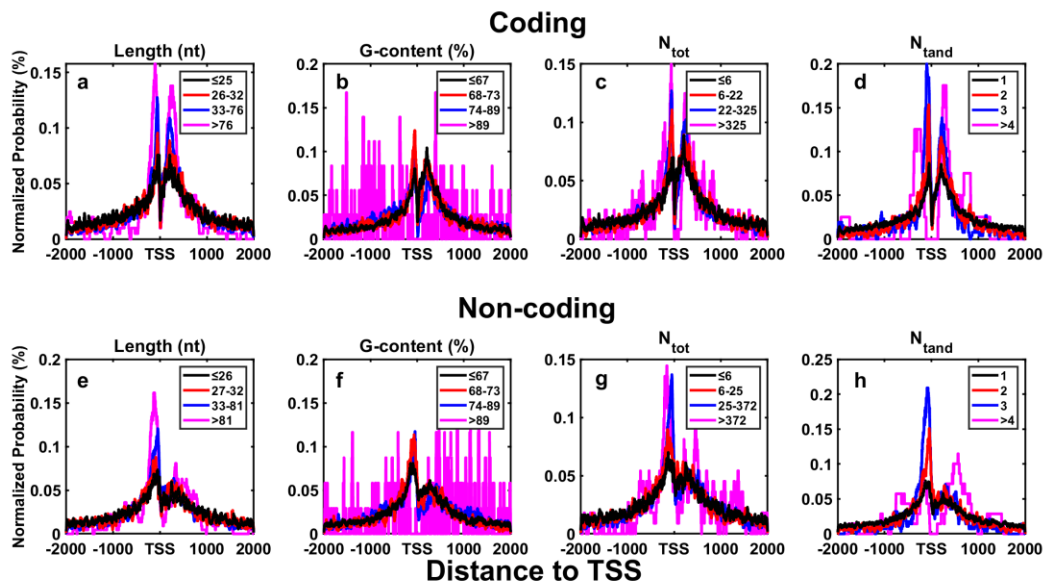 Coding
Length (nt)
G-content (%)
N_tot
N_tand
Normalized Probability (%)
a
≤25
26-32
33-76
>76
0.15
0.1
0.05
0
-2000 -1000 TSS 1000 2000
b
≤67
68-73
74-89
>89
0.2
0.15
0.1
0.05
0
-2000 -1000 TSS 1000 2000
c
≤6
6-22
22-325
>325
0.15
0.1
0.05
0
-2000 -1000 TSS 1000 2000
d
1
2
3
>4
0.2
0.15
0.1
0.05
0
-2000 -1000 TSS 1000 2000
Non-coding
Length (nt)
G-content (%)
N_tot
N_tand
Normalized Probability (%)
e
≤26
27-32
33-81
>81
0.2
0.15
0.1
0.05
0
-2000 -1000 TSS 1000 2000
f
≤67
68-73
74-89
>89
0.2
0.15
0.1
0.05
0
-2000 -1000 TSS 1000 2000
g
≤6
6-25
25-372
>372
0.15
0.1
0.05
0
-2000 -1000 TSS 1000 2000
h
1
2
3
>4
0.25
0.2
0.15
0.1
0.05
0
-2000 -1000 TSS 1000 2000
Distance to TSS